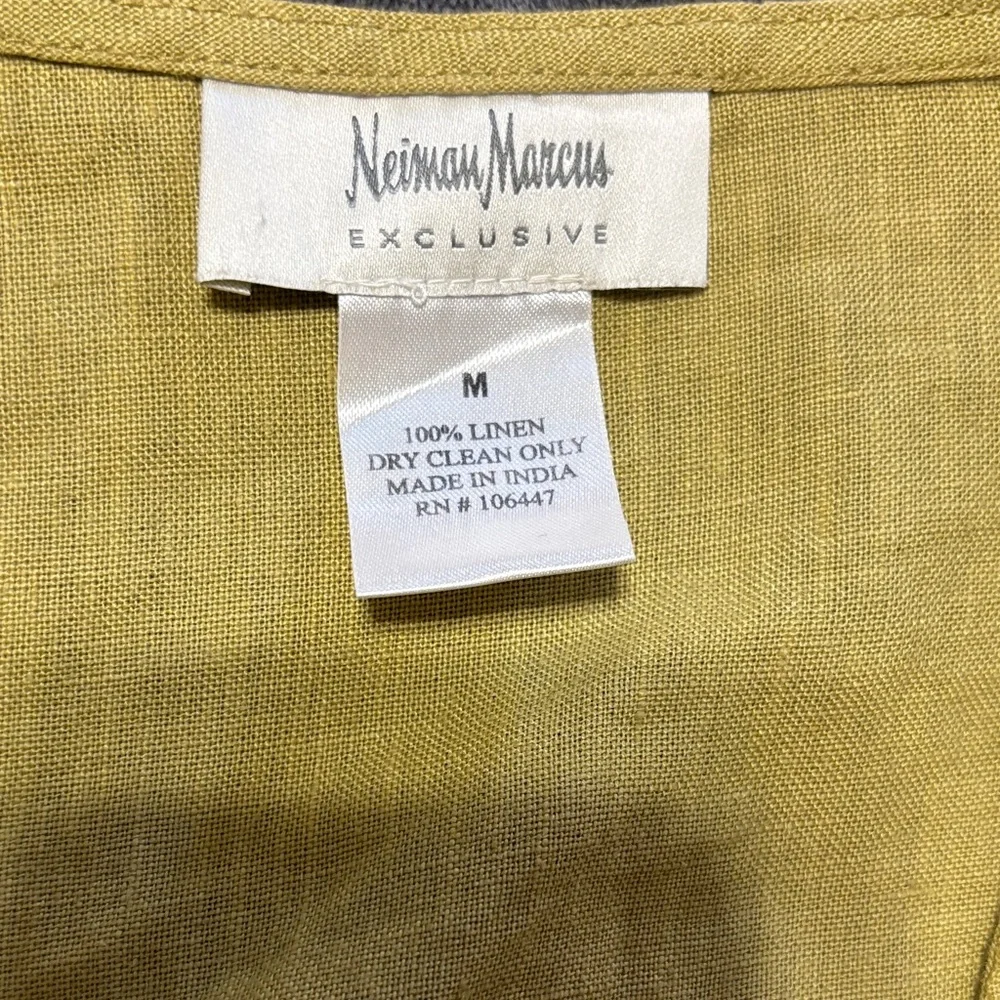 Neiman Marcus
EXCLUSIVE
M
100% LINEN
DRY CLEAN ONLY
MADE IN INDIA
RN # 106447